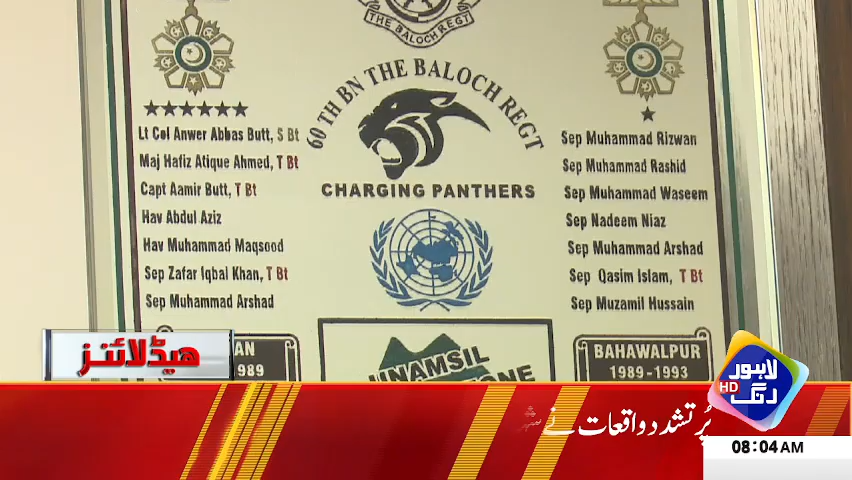 THE BALOCH REGT
60 TH BN THE BALOCH REGT
CHARGING PANTHERS
Lt Col Anwer Abbas Butt, S Bt
Maj Hafiz Atique Ahmed, T Bt
Capt Aamir Butt, T Bt
Hav Abdul Aziz
Hav Muhammad Maqsood
Sep Zafar Iqbal Khan, T Bt
Sep Muhammad Arshad
Sep Muhammad Rizwan
Sep Muhammad Rashid
Sep Muhammad Waseem
Sep Nadeem Niaz
Sep Muhammad Arshad
Sep Qasim Islam, T Bt
Sep Muzamil Hussain
UNAMSIL
BAHAWALPUR
1989-1993
ہیڈلائنز
پُرتشدد واقعات نے
لاہور
رنگ
HD
08:04AM